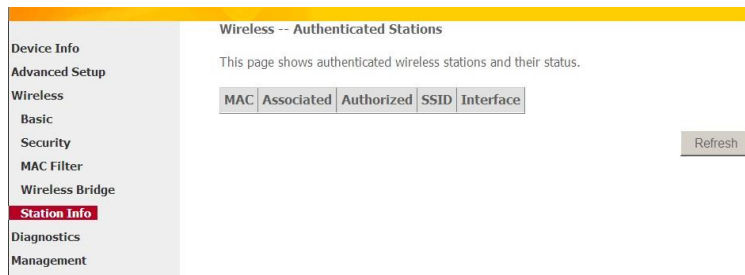 Device Info
Advanced Setup
Wireless
Basic
Security
MAC Filter
Wireless Bridge
Station Info
Diagnostics
Management
Wireless -- Authenticated Stations
This page shows authenticated wireless stations and their status.
MAC Associated Authorized SSID Interface
Refresh